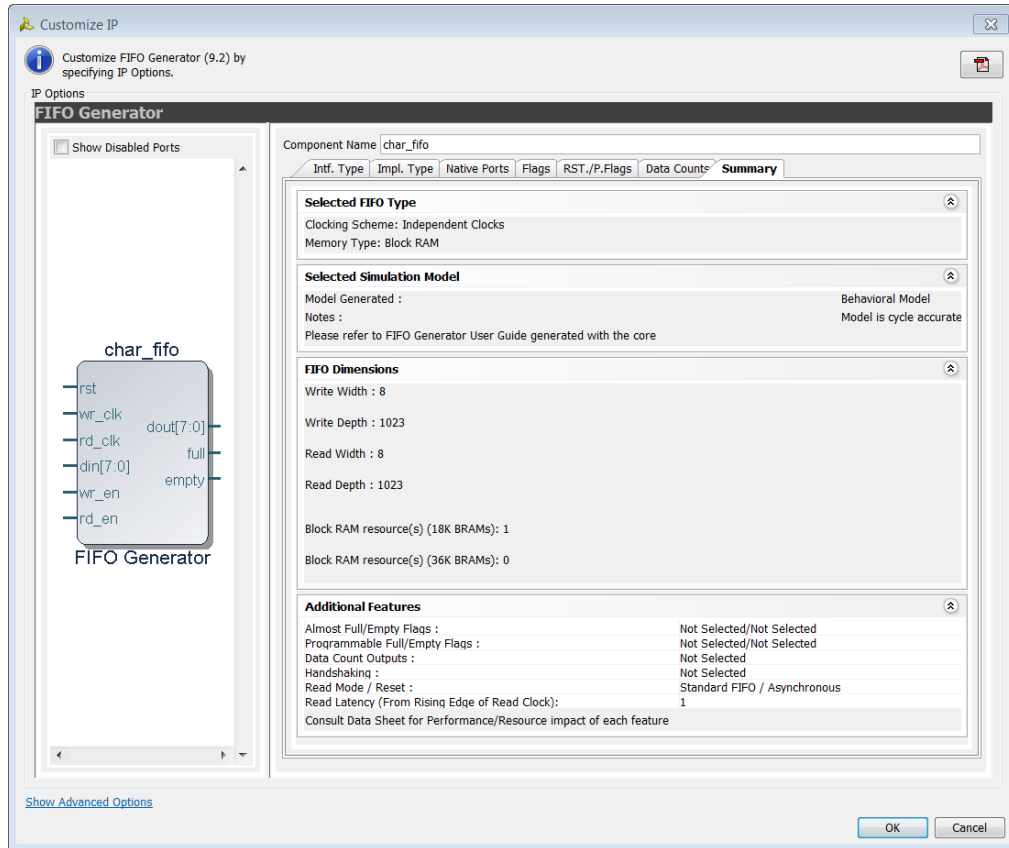 Customize IP
Customize FIFO Generator (9.2) by
specifying IP Options.
IP Options
FIFO Generator
Show Disabled Ports
char_fifo
rst
wr_clk
rd_clk
din[7:0]
wr_en
rd_en
dout[7:0]
full
empty
FIFO Generator
Component Name char_fifo
Intf. Type Impl. Type Native Ports Flags RST./P.Flags Data Counts Summary
Selected FIFO Type
Clocking Scheme: Independent Clocks
Memory Type: Block RAM
Selected Simulation Model
Model Generated : Behavioral Model
Notes : Model is cycle accurate
Please refer to FIFO Generator User Guide generated with the core
FIFO Dimensions
Write Width : 8
Write Depth : 1023
Read Width : 8
Read Depth : 1023
Block RAM resource(s) (18K BRAMs): 1
Block RAM resource(s) (36K BRAMs): 0
Additional Features
Almost Full/Empty Flags : Not Selected/Not Selected
Programmable Full/Empty Flags : Not Selected/Not Selected
Data Count Outputs : Not Selected
Handshaking : Not Selected
Read Mode / Reset : Standard FIFO / Asynchronous
Read Latency (From Rising Edge of Read Clock): 1
Consult Data Sheet for Performance/Resource impact of each feature
Show Advanced Options
OK Cancel